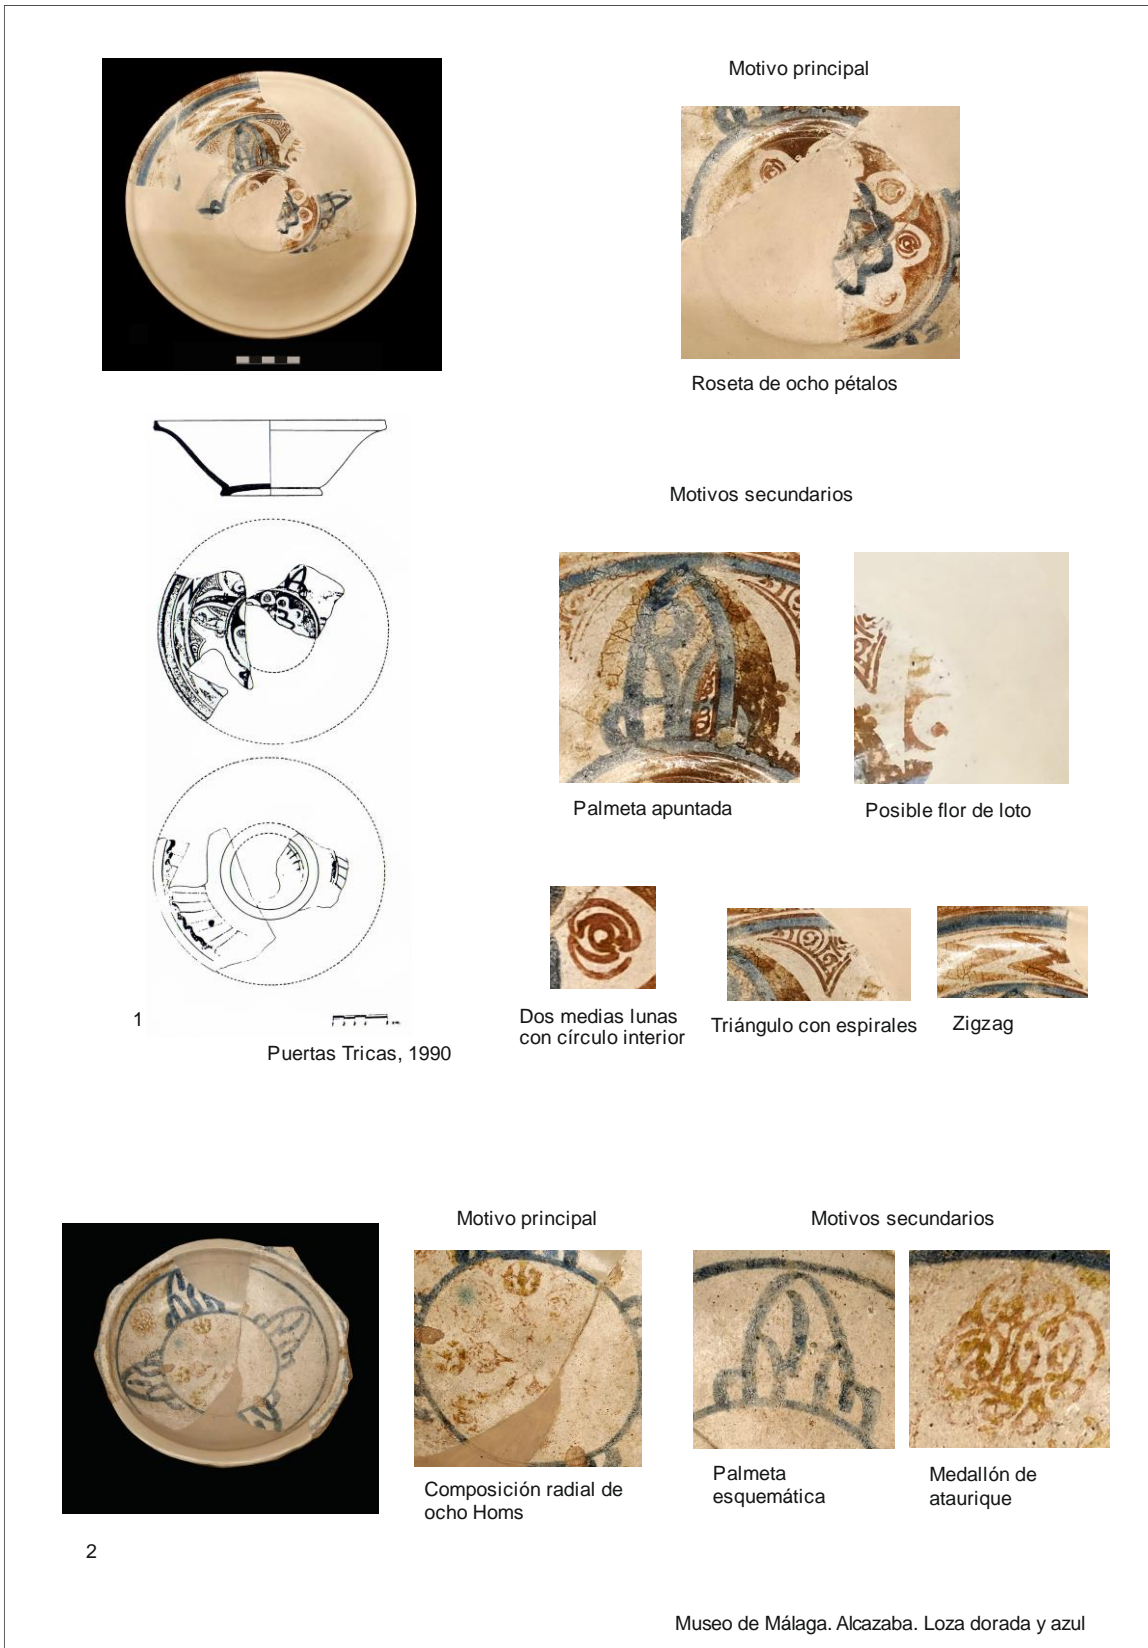 Motivo principal
Roseta de ocho pétalos
Motivos secundarios
Palmeta apuntada
Posible flor de loto
Dos medias lunas
con círculo interior
Triángulo con espirales
Zigzag
1
Puertas Tricas, 1990
Motivo principal
Motivos secundarios
Composición radial de
ocho Homs
Palmeta
esquemática
Medallón de
ataurique
2
Museo de Málaga. Alcazaba. Loza dorada y azul